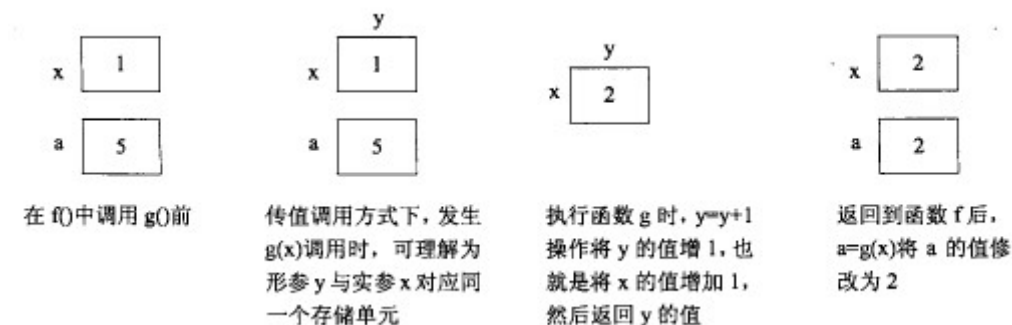 x 1
a 5
在 f()中调用 g()前
y
x 1
a 5
传值调用方式下，发生
g(x)调用时，可理解为
形参 y 与实参 x 对应同
一个存储单元
y
x 2
执行函数 g 时，y=y+1
操作将 y 的值增 1，也
就是将 x 的值增加 1，
然后返回 y 的值
x 2
a 2
返回到函数 f 后，
a=g(x)将 a 的值修
改为 2